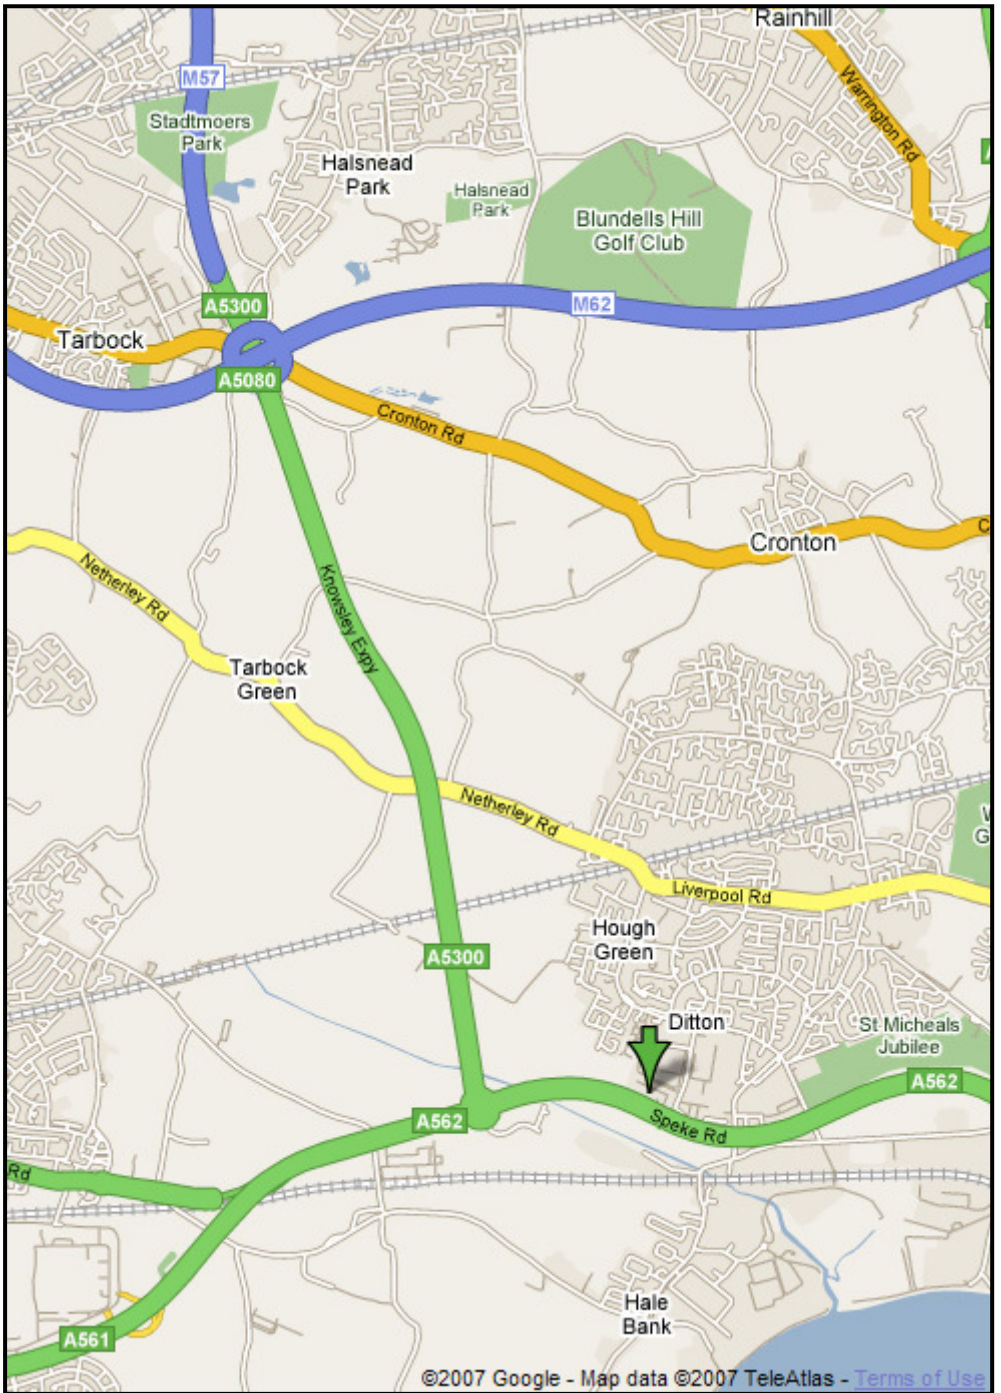 Rainhill
M57
Warrington Rd
Stadtmoers
Park
Halsnead
Park
Halsnead
Park
Blundells Hill
Golf Club
A5300
M62
Tarbock
A5080
Cronton Rd
C
Cronton
Netherley Rd
Knowsley Expy
Tarbock
Green
Netherley Rd
G
Liverpool Rd
Hough
Green
A5300
Ditton
St Micheals
Jubilee
A562
A562
Speke Rd
Rd
Hale
Bank
A561
©2007 Google - Map data ©2007 TeleAtlas - Terms of Use